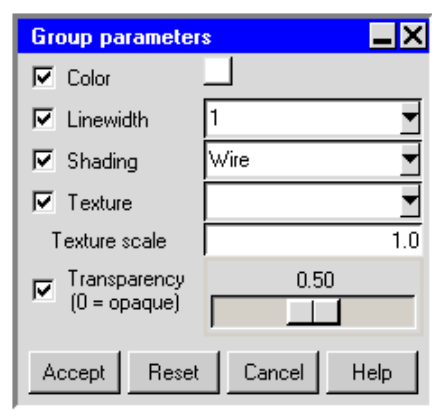 Group parameters
Color
Linewidth 1
Shading Wire
Texture
Texture scale 1.0
Transparency 0.50
(0 = opaque)
Accept Reset Cancel Help